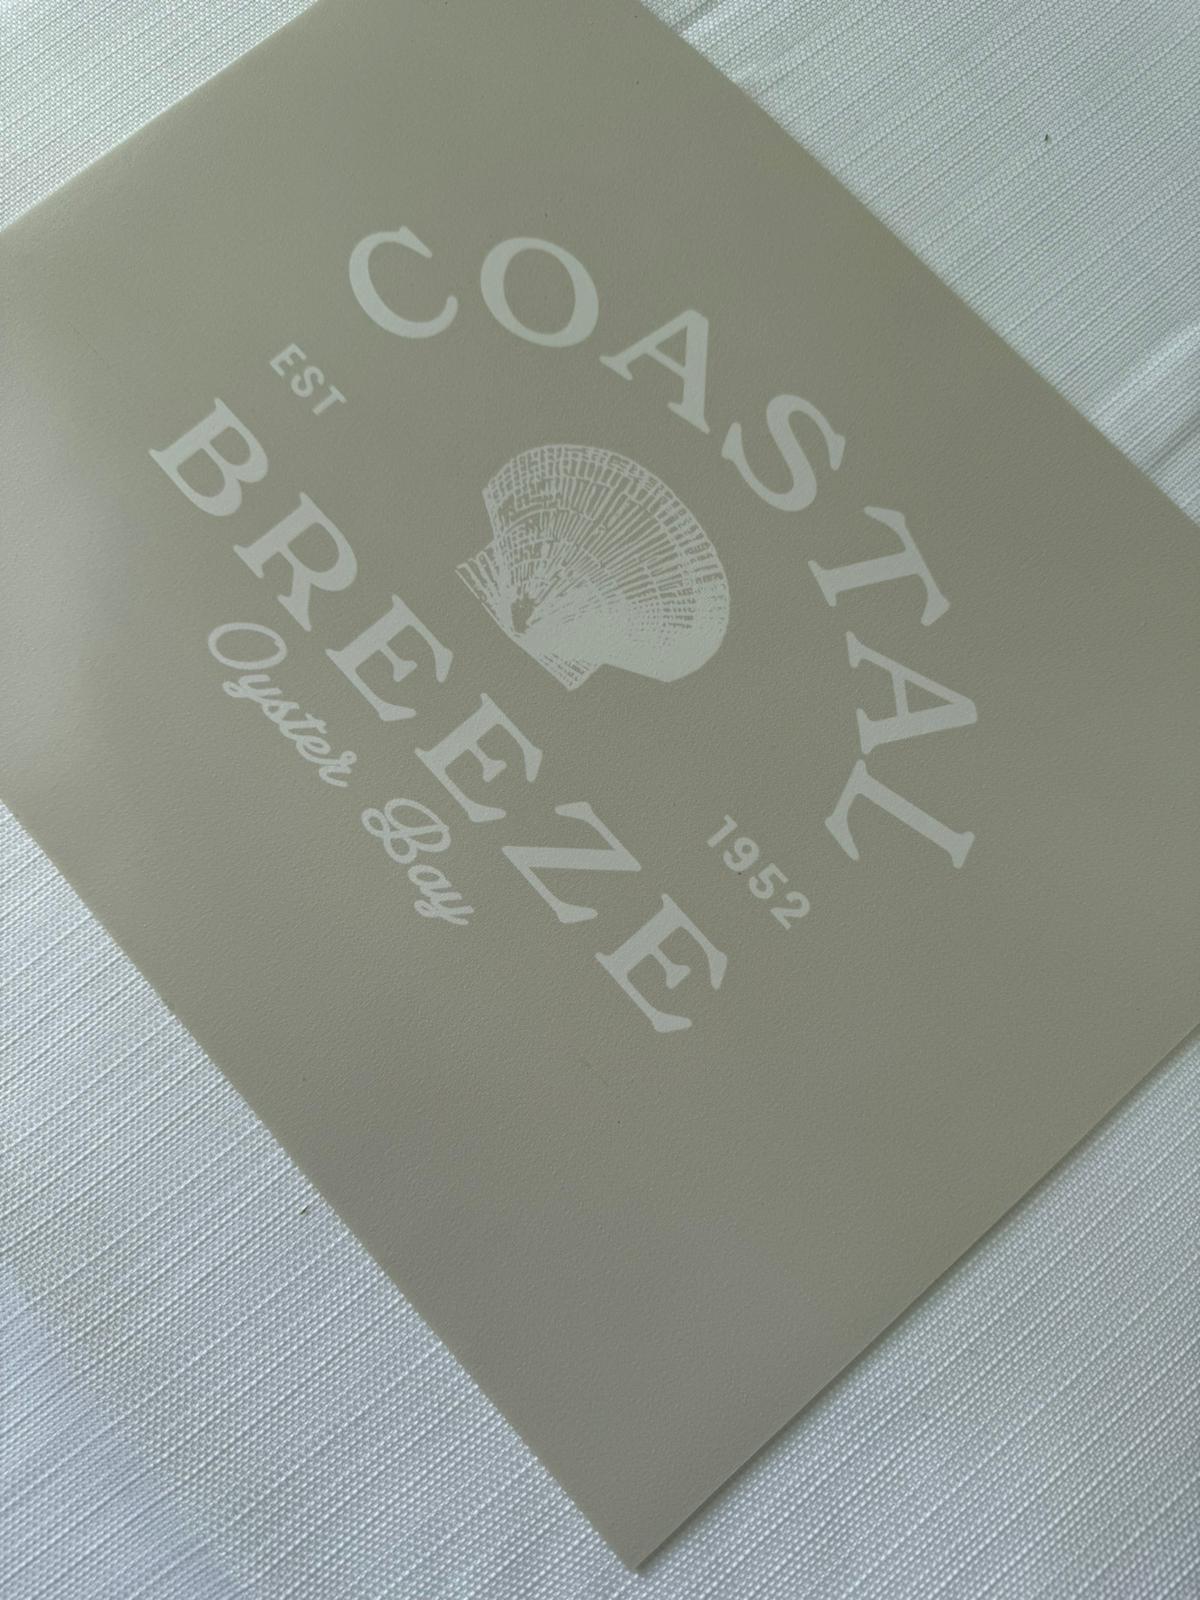 COASTAL
EST 1952
BREEZE
Oyster Bay